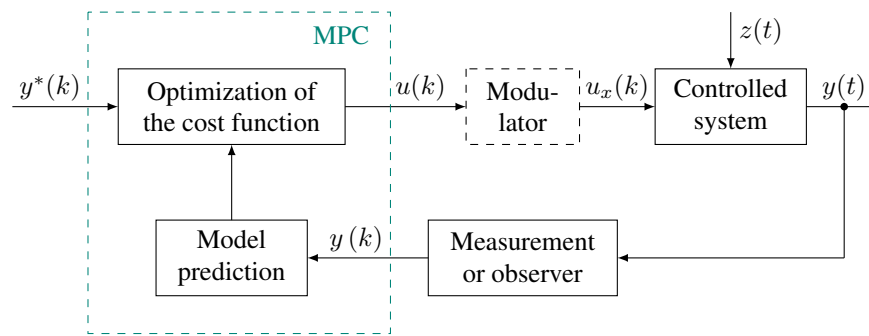 MPC
z(t)
y*(k)
Optimization of
the cost function
u(k)
Modu-
lator
u_x(k)
Controlled
system
y(t)
Model
prediction
y (k)
Measurement
or observer